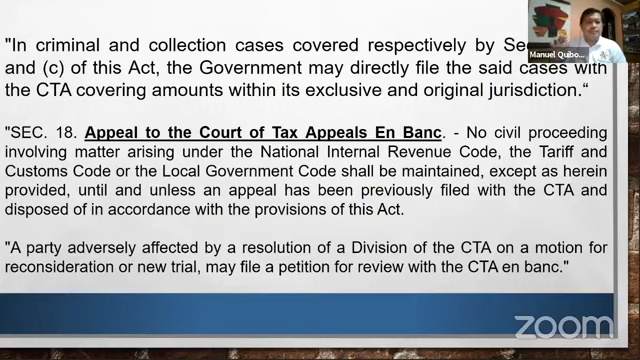 "In criminal and collection cases covered respectively by Se
and (c) of this Act, the Government may directly file the said cases with
the CTA covering amounts within its exclusive and original jurisdiction.“
"SEC. 18. Appeal to the Court of Tax Appeals En Banc. - No civil proceeding
involving matter arising under the National Internal Revenue Code, the Tariff and
Customs Code or the Local Government Code shall be maintained, except as herein
provided, until and unless an appeal has been previously filed with the CTA and
disposed of in accordance with the provisions of this Act.
"A party adversely affected by a resolution of a Division of the CTA on a motion for
reconsideration or new trial, may file a petition for review with the CTA en banc."
Manuel Quibo...
zoom